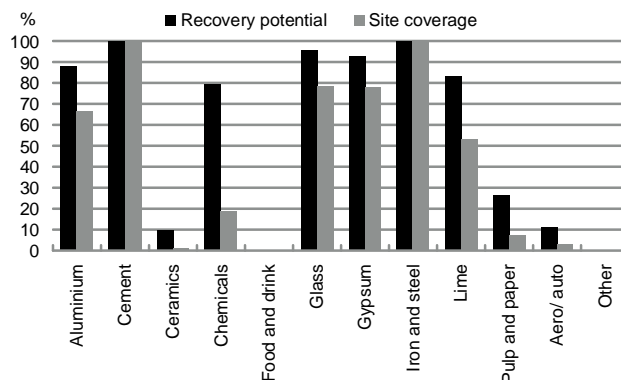 %
Recovery potential Site coverage
100
90
80
70
60
50
40
30
20
10
0
Aluminium
Cement
Ceramics
Chemicals
Food and drink
Glass
Gypsum
Iron and steel
Lime
Pulp and paper
Aero/ auto
Other